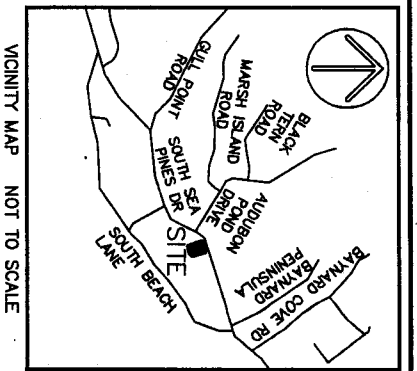 GULL POINT
ROAD
MARSH ISLAND
ROAD
BLACK
TERN
ROAD
SOUTH SEA
PINES DR
AUDUBON
POND
DRIVE
SITE
SOUTH BEACH
LANE
BAYNARD
PENINSULA
BAYNARD COVE RD
VICINITY MAP NOT TO SCALE